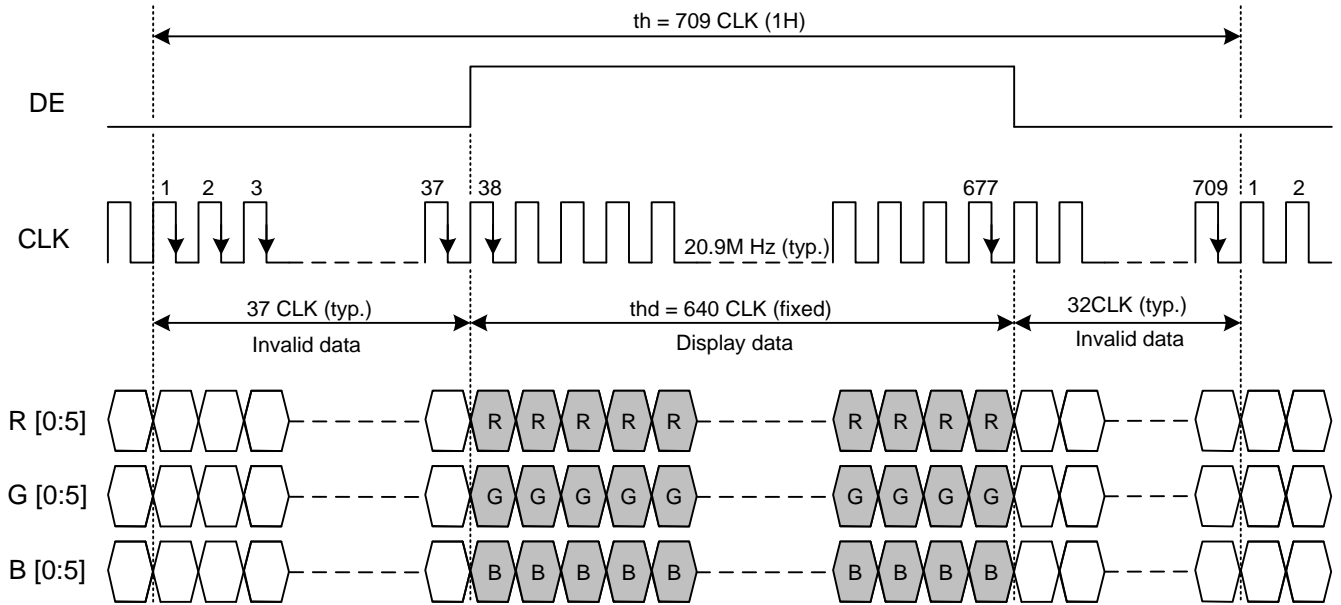 th = 709 CLK (1H)
DE
1 2 3 37 38 677 709 1 2
CLK
20.9M Hz (typ.)
37 CLK (typ.) thd = 640 CLK (fixed) 32CLK (typ.)
Invalid data Display data Invalid data
R [0:5] R R R R R R R R R
G [0:5] G G G G G G G G G
B [0:5] B B B B B B B B B